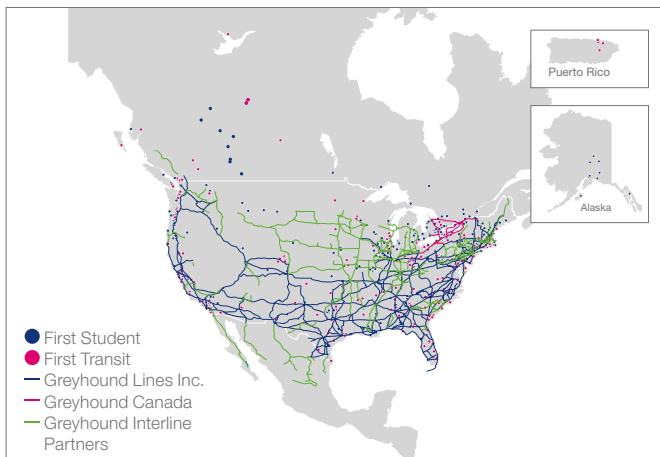 Puerto Rico
Alaska
First Student
First Transit
Greyhound Lines Inc.
Greyhound Canada
Greyhound Interline
Partners